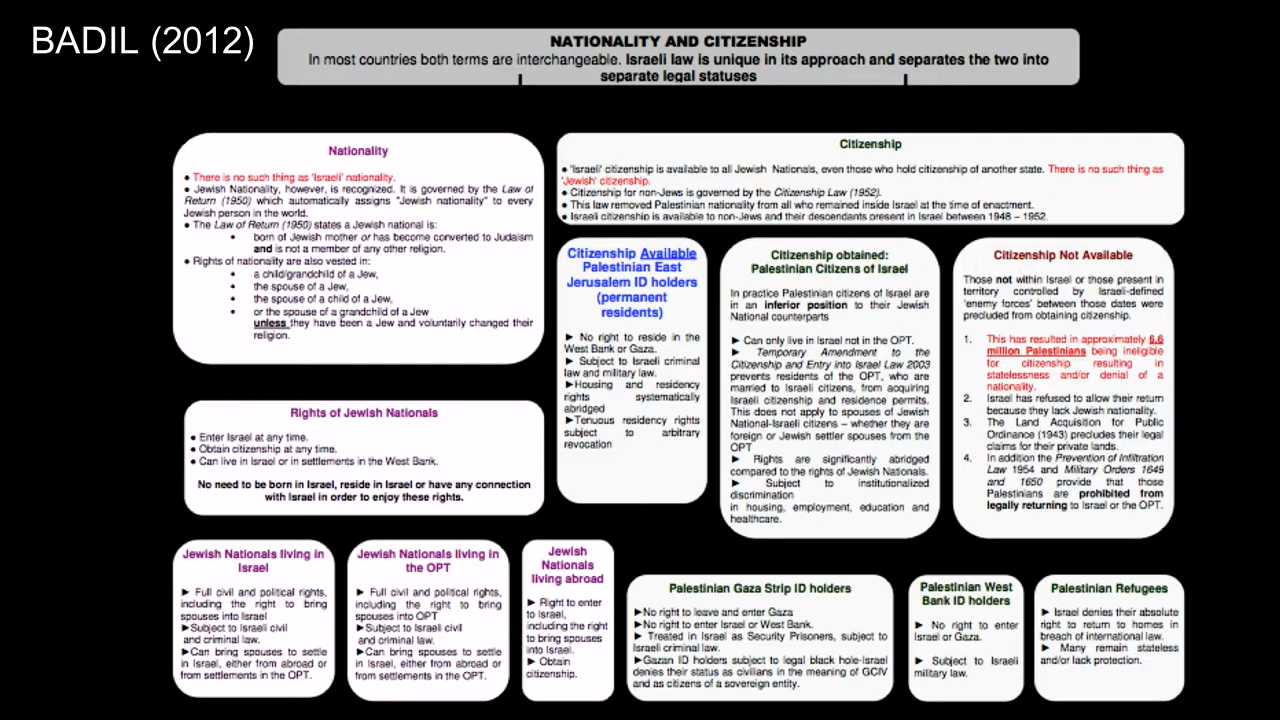 BADIL (2012)
NATIONALITY AND CITIZENSHIP
In most countries both terms are interchangeable. Israeli law is unique in its approach and separates the two into
separate legal statuses
Nationality
● There is no such thing as 'Israeli' nationality.
● Jewish Nationality, however, is recognized. It is governed by the Law of
Return (1950) which automatically assigns "Jewish nationality" to every
Jewish person in the world.
● The Law of Return (1950) states a Jewish national is:
• born of Jewish mother or has become converted to Judaism
and is not a member of any other religion.
● Rights of nationality are also vested in:
• a child/grandchild of a Jew,
• the spouse of a Jew,
• the spouse of a child of a Jew,
• or the spouse of a grandchild of a Jew
unless they have been a Jew and voluntarily changed their
religion.
Citizenship
● 'Israeli' citizenship is available to all Jewish Nationals, even those who hold citizenship of another state. There is no such thing as
'Jewish' citizenship.
● Citizenship for non-Jews is governed by the Citizenship Law (1952).
● This law removed Palestinian nationality from all who remained inside Israel at the time of enactment.
● Israeli citizenship is available to non-Jews and their descendants present in Israel between 1948 – 1952.
Citizenship Available
Palestinian East
Jerusalem ID holders
(permanent
residents)
► No right to reside in the
West Bank or Gaza.
► Subject to Israeli criminal
law and military law.
►Housing and residency
rights systematically
abridged
►Tenuous residency rights
subject to arbitrary
revocation
Citizenship obtained:
Palestinian Citizens of Israel
In practice Palestinian citizens of Israel are
in an inferior position to their Jewish
National counterparts
► Can only live in Israel not in the OPT.
► Temporary Amendment to the
Citizenship and Entry into Israel Law 2003
prevents residents of the OPT, who are
married to Israeli citizens, from acquiring
Israeli citizenship and residence permits.
This does not apply to spouses of Jewish
National-Israeli citizens – whether they are
foreign or Jewish settler spouses from the
OPT
► Rights are significantly abridged
compared to the rights of Jewish Nationals.
► Subject to institutionalized
discrimination
in housing, employment, education and
healthcare.
Citizenship Not Available
Those not within Israel or those present in
territory controlled by Israeli-defined
'enemy forces' between those dates were
precluded from obtaining citizenship.
1. This has resulted in approximately 6.6
million Palestinians being ineligible
for citizenship resulting in
statelessness and/or denial of a
nationality.
2. Israel has refused to allow their return
because they lack Jewish nationality.
3. The Land Acquisition for Public
Ordinance (1943) precludes their legal
claims for their private lands.
4. In addition the Prevention of Infiltration
Law 1954 and Military Orders 1649
and 1650 provide that those
Palestinians are prohibited from
legally returning to Israel or the OPT.
Rights of Jewish Nationals
● Enter Israel at any time.
● Obtain citizenship at any time.
● Can live in Israel or in settlements in the West Bank.
No need to be born in Israel, reside in Israel or have any connection
with Israel in order to enjoy these rights.
Jewish Nationals living in
Israel
► Full civil and political rights,
including the right to bring
spouses into Israel
►Subject to Israeli civil
and criminal law.
►Can bring spouses to settle
in Israel, either from abroad or
from settlements in the OPT.
Jewish Nationals living in
the OPT
► Full civil and political rights,
including the right to bring
spouses into OPT
►Subject to Israeli civil
and criminal law.
►Can bring spouses to settle
in Israel, either from abroad or
from settlements in the OPT.
Jewish
Nationals
living abroad
► Right to enter
to Israel,
including the right
to bring spouses
into Israel.
► Obtain
citizenship.
Palestinian Gaza Strip ID holders
►No right to leave and enter Gaza
►No right to enter Israel or West Bank.
► Treated in Israel as Security Prisoners, subject to
Israeli criminal law.
►Gazan ID holders subject to legal black hole-Israel
denies their status as civilians in the meaning of GCIV
and as citizens of a sovereign entity.
Palestinian West
Bank ID holders
► No right to enter
Israel or Gaza.
► Subject to Israeli
military law.
Palestinian Refugees
► Israel denies their absolute
right to return to homes in
breach of international law.
► Many remain stateless
and/or lack protection.